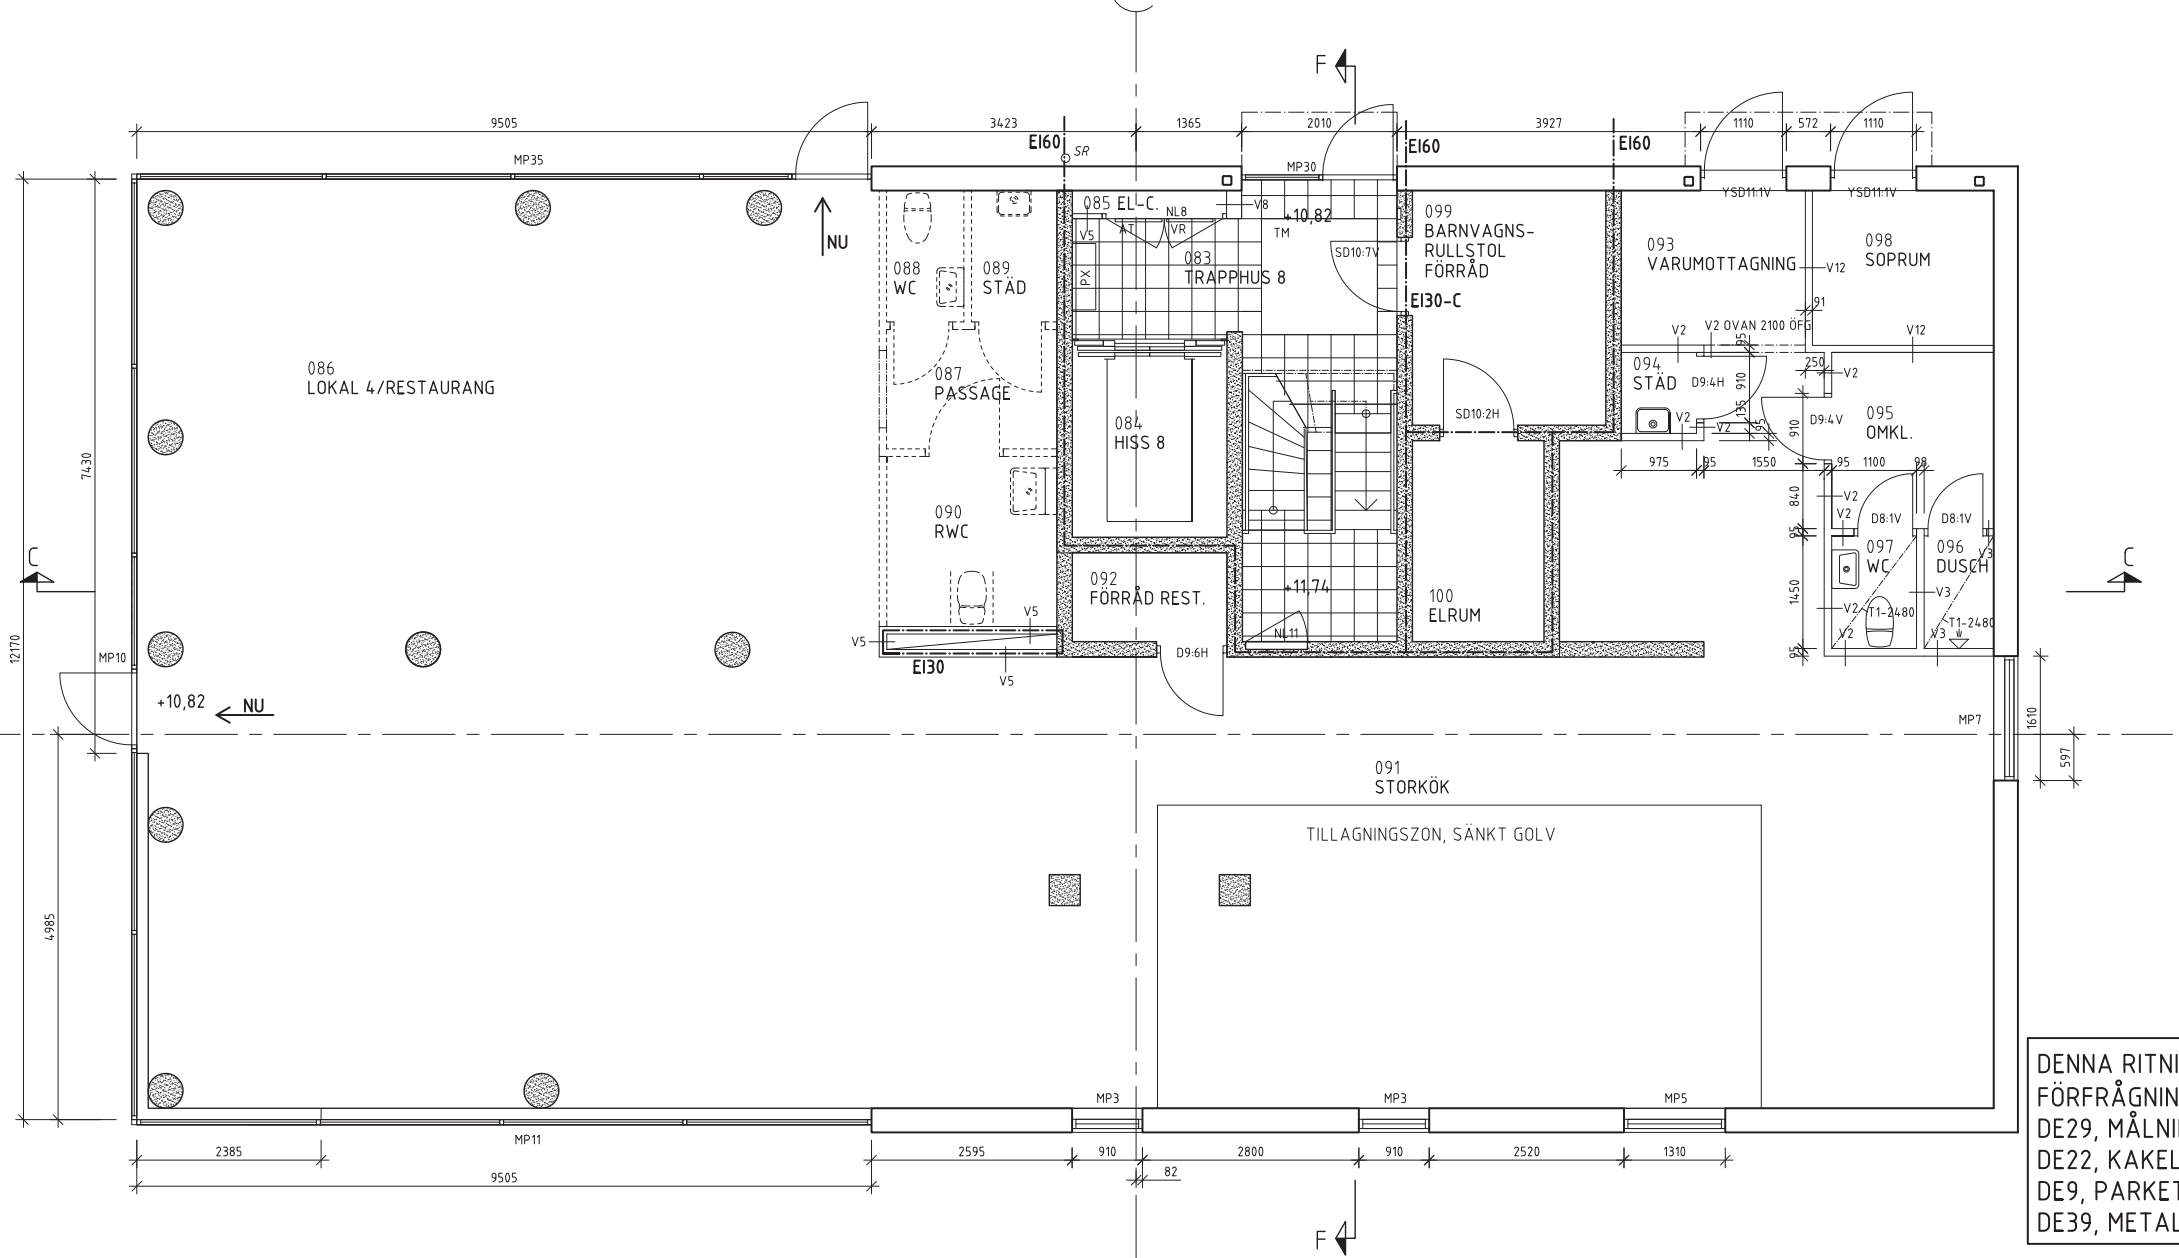 F
9505
3423
1365
2010
3927
1110
572
1110
EI60
SR
EI60
EI60
MP35
MP30
YSD11:1V
YSD11:1V
085 EL-C.
NL8
V8
+10,82
AT
VR
TM
V5
PX
NU
083
TRAPPHUS 8
SD10:7V
099
BARNVAGNS-
RULLSTOL
FÖRRÅD
EI30-C
093
VARUMOTTAGNING
V12
098
SOPRUM
91
088
WC
089
STÄD
V2
V2 OVAN 2100 ÖFG
V12
95
250
V2
086
LOKAL 4/RESTAURANG
087
PASSAGE
094
STÄD
D9:4H
910
135
V2
V2
95
910
D9:4V
095
OMKL.
084
HISS 8
SD10:2H
7430
975
95
1550
95
1100
98
840
V2
V2
D8:1V
D8:1V
090
RWC
95
097
WC
096
DUSCH
V3
C
C
092
FÖRRÅD REST.
+11,74
100
ELRUM
1450
V2
T1-2480
V3
T1-2480
V2
V3
95
V5
V5
EI30
V5
NL11
D9:6H
12170
MP10
+10,82
NU
MP7
1610
597
091
STORKÖK
TILLAGNINGSZON, SÄNKT GOLV
4985
MP3
MP3
MP5
MP11
2385
2595
910
2800
910
2520
1310
82
9505
F
DENNA RITNI
FÖRFRÅGNIN
DE29, MÅLNI
DE22, KAKEL
DE9, PARKET
DE39, METAL